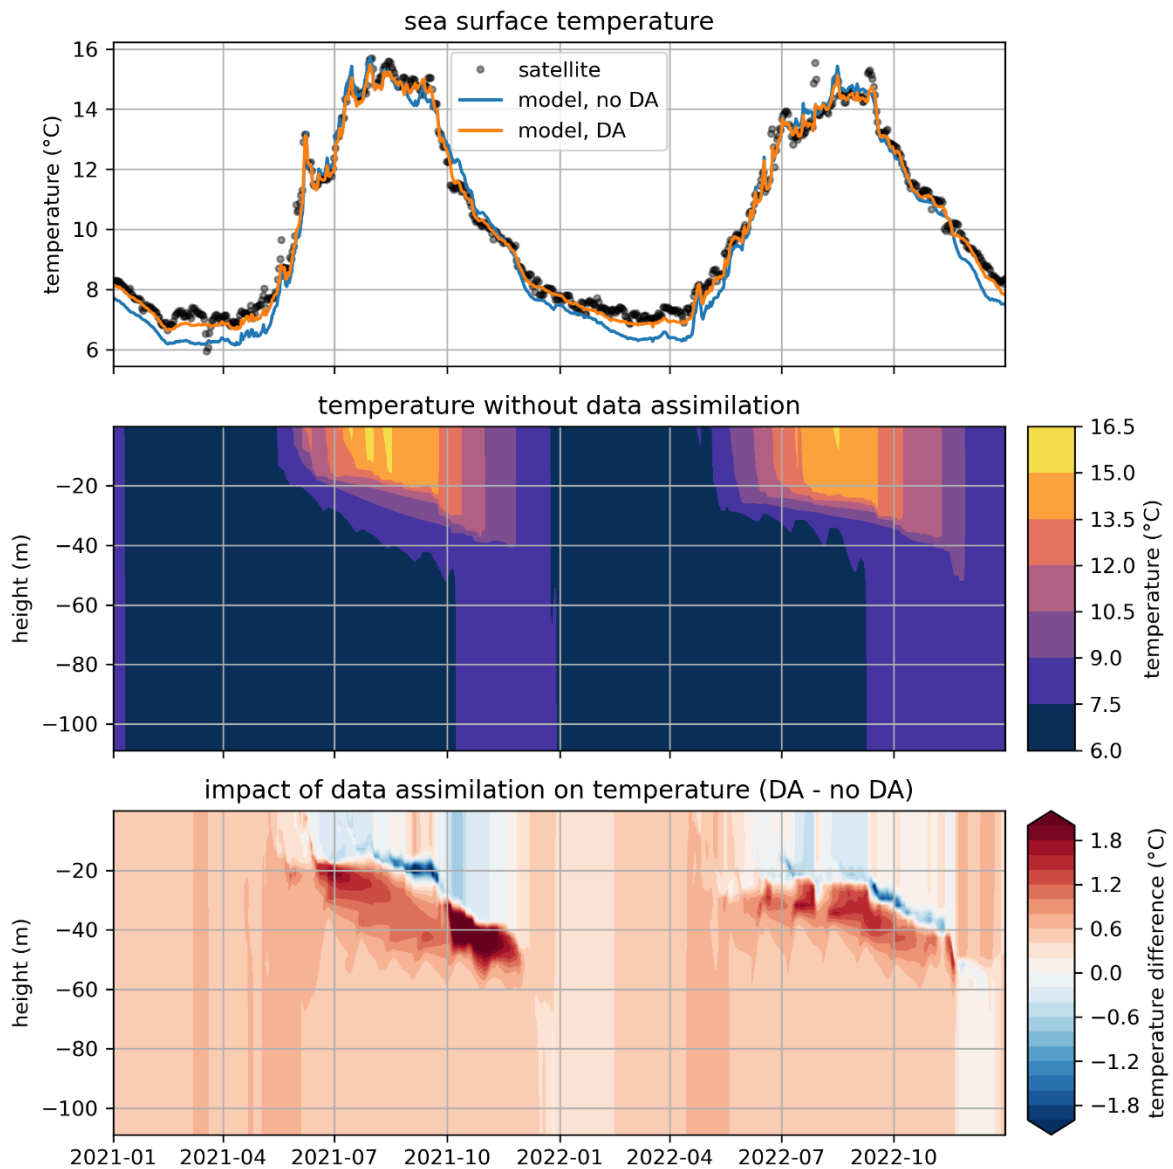 sea surface temperature
16
14
12
10
8
6
temperature (°C)
satellite
model, no DA
model, DA
temperature without data assimilation
−20
−40
−60
−80
−100
height (m)
16.5
15.0
13.5
12.0
10.5
9.0
7.5
6.0
temperature (°C)
impact of data assimilation on temperature (DA - no DA)
−20
−40
−60
−80
−100
height (m)
1.8
1.2
0.6
0.0
−0.6
−1.2
−1.8
temperature difference (°C)
2021-01 2021-04 2021-07 2021-10 2022-01 2022-04 2022-07 2022-10